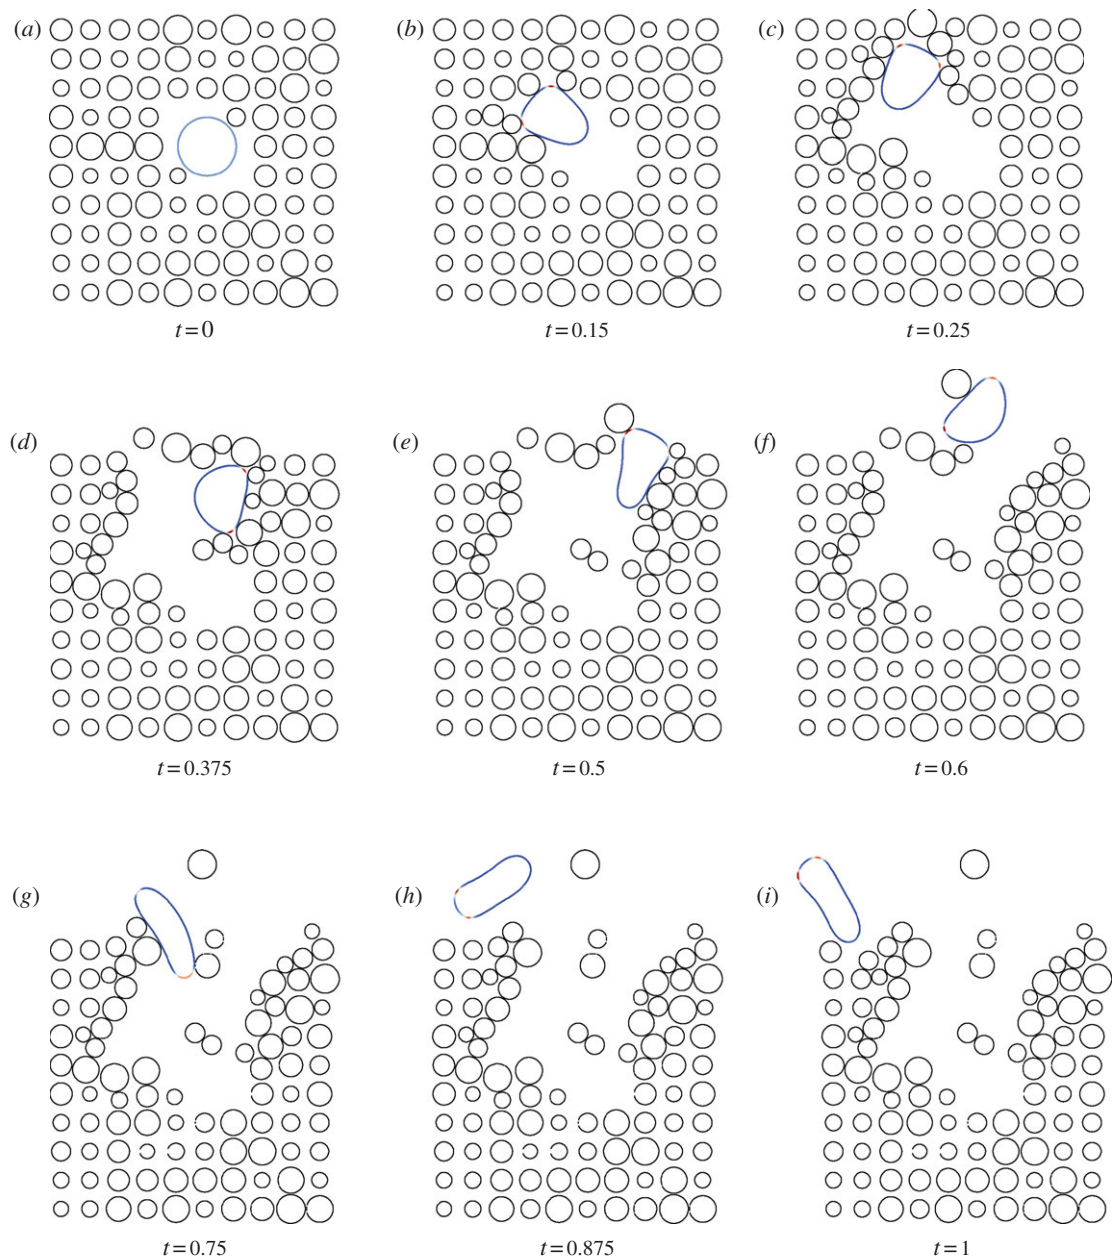 (a) (b) (c)
t=0 t=0.15 t=0.25
(d) (e) (f)
t=0.375 t=0.5 t=0.6
(g) (h) (i)
t=0.75 t=0.875 t=1